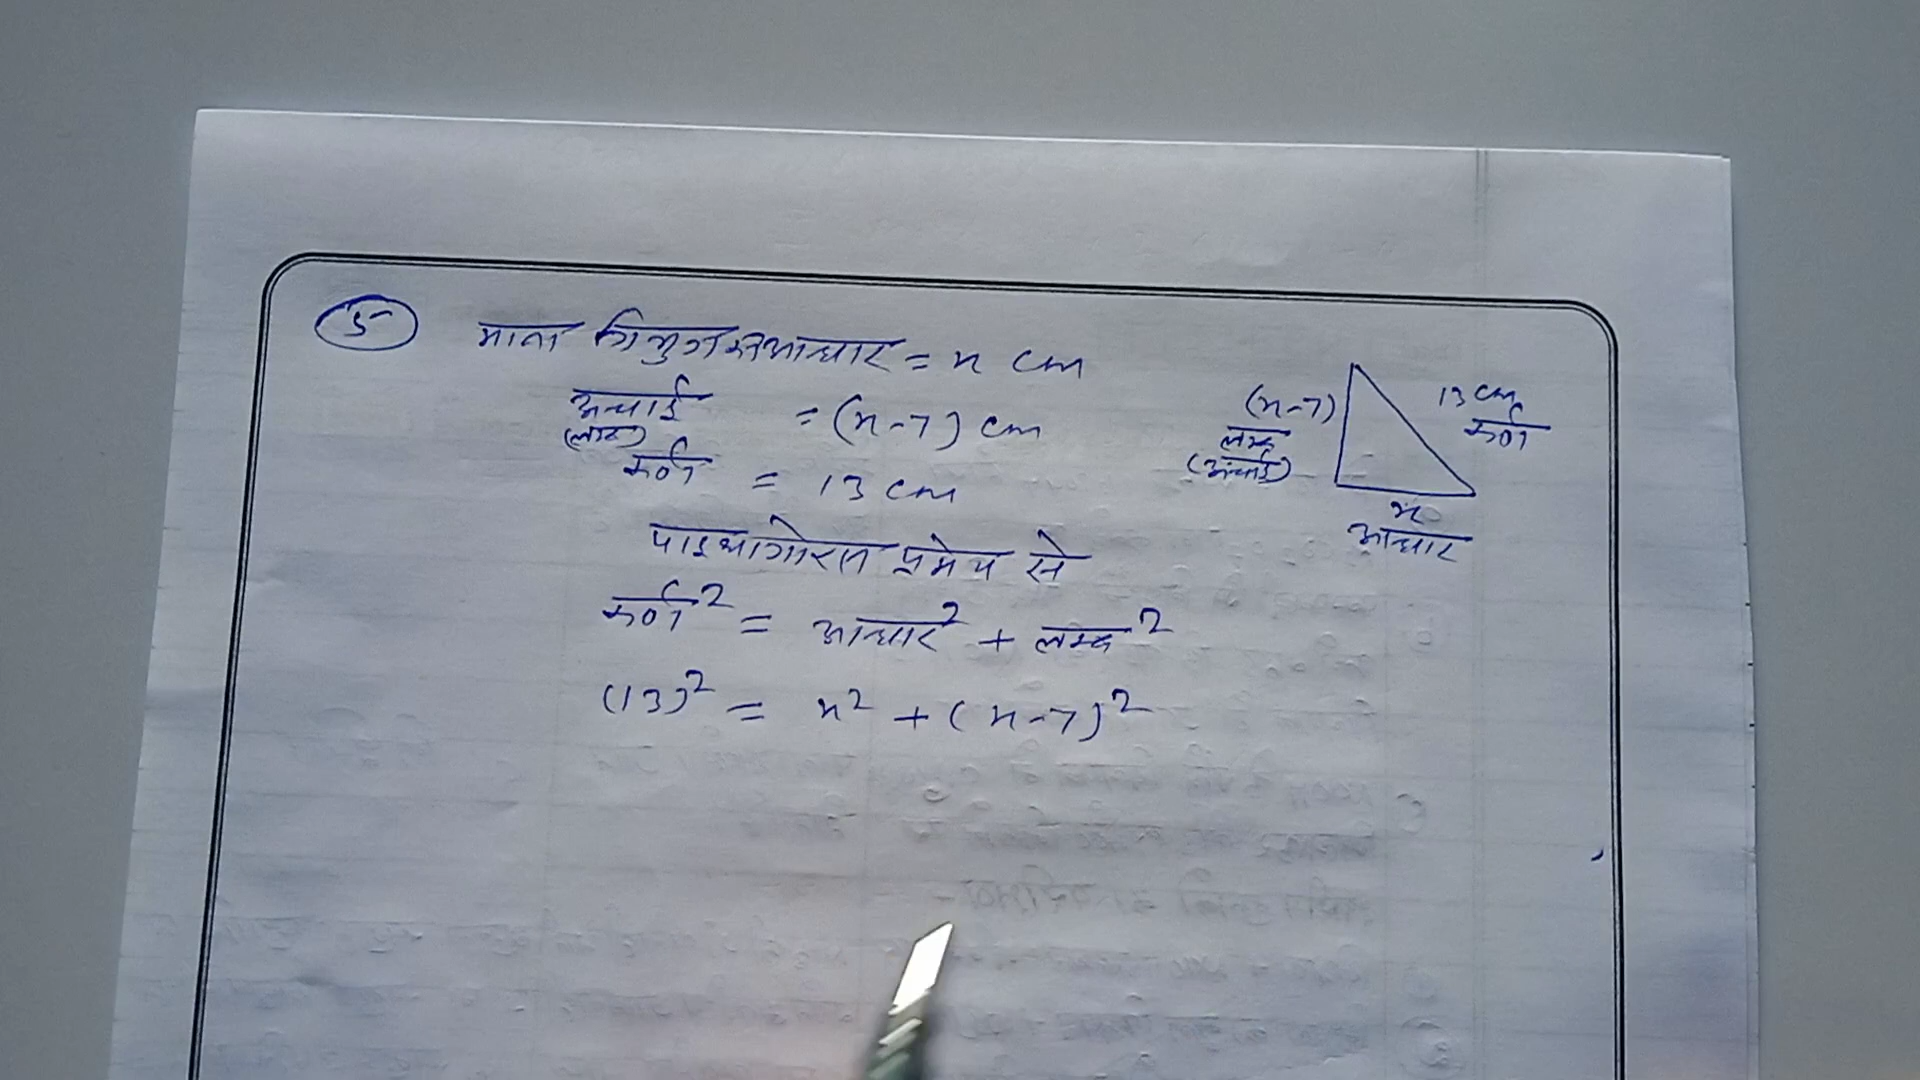 5
माना त्रिभुज का आधार = x cm
ऊंचाई = (x-7) cm
(लम्ब)
कर्ण = 13 cm
पाइथागोरस प्रमेय से
कर्ण² = आधार² + लम्ब²
(13)² = x² + (x-7)²
(x-7)
लम्ब
(ऊंचाई)
13 cm
कर्ण
x
आधार